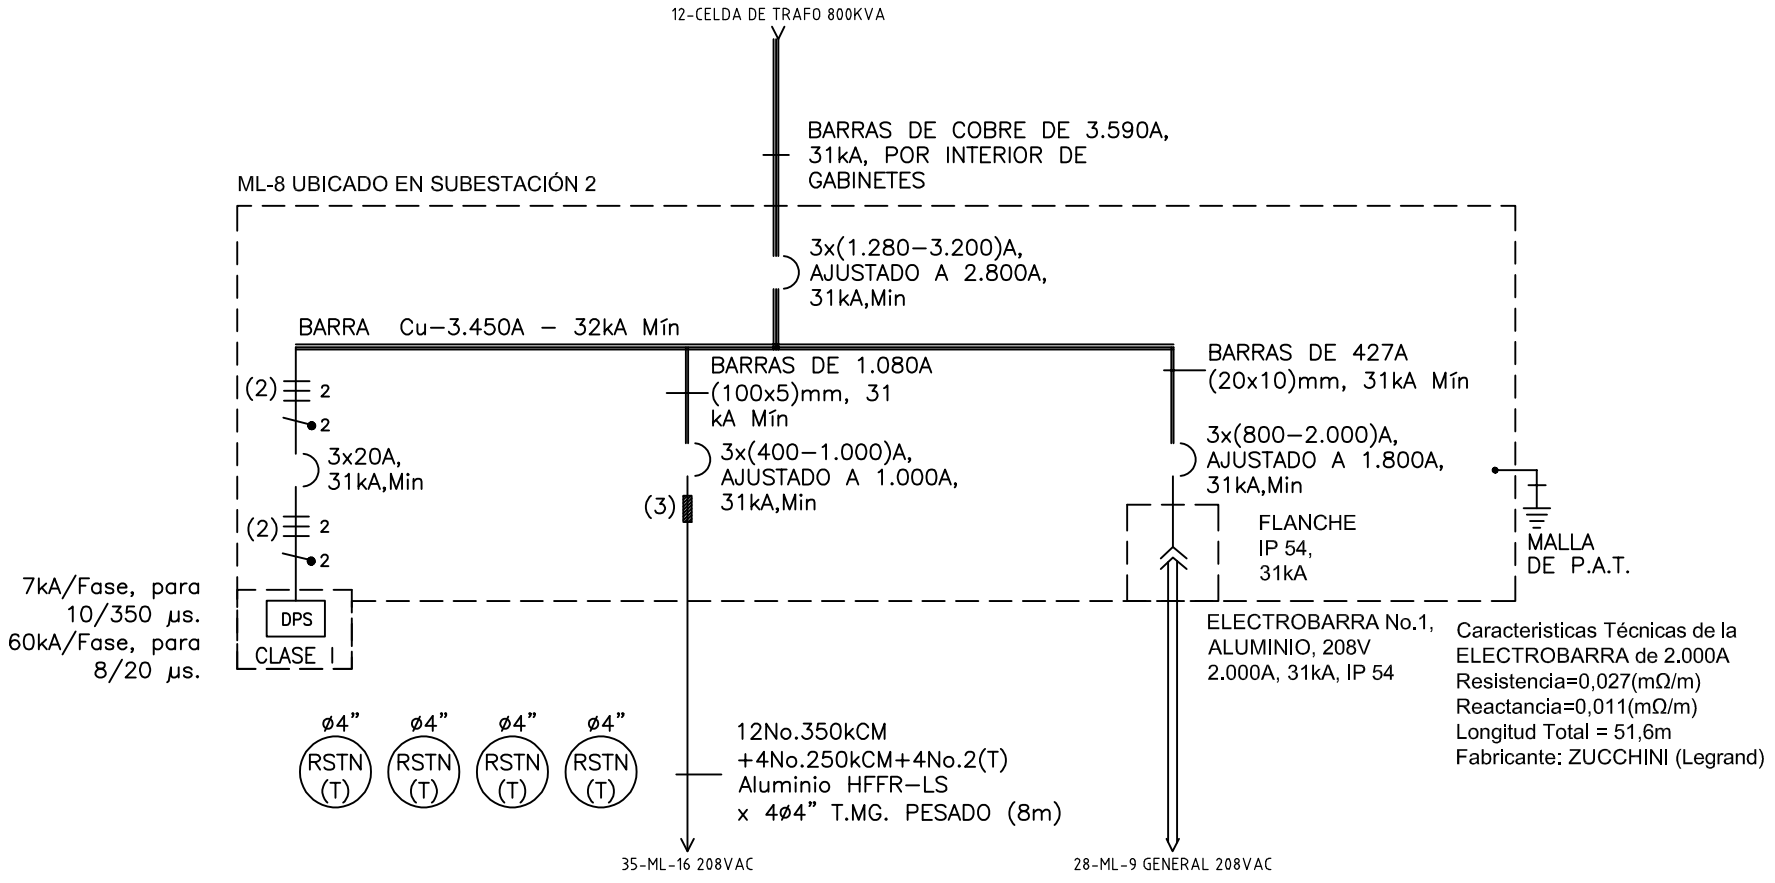 12-CELDA DE TRAFO 800KVA
BARRAS DE COBRE DE 3.590A,
31kA, POR INTERIOR DE
GABINETES
ML-8 UBICADO EN SUBESTACIÓN 2
3x(1.280-3.200)A,
AJUSTADO A 2.800A,
31kA,Min
BARRA Cu-3.450A - 32kA Mín
BARRAS DE 1.080A
(100x5)mm, 31
kA Mín
BARRAS DE 427A
(20x10)mm, 31kA Mín
(2)
2
2
3x20A,
31kA,Min
(2)
2
2
3x(400-1.000)A,
AJUSTADO A 1.000A,
31kA,Min
(3)
3x(800-2.000)A,
AJUSTADO A 1.800A,
31kA,Min
FLANCHE
IP 54,
31kA
MALLA
DE P.A.T.
7kA/Fase, para
10/350 µs.
60kA/Fase, para
8/20 µs.
DPS
CLASE I
ELECTROBARRA No.1,
ALUMINIO, 208V
2.000A, 31kA, IP 54
Caracteristicas Técnicas de la
ELECTROBARRA de 2.000A
Resistencia=0,027(mΩ/m)
Reactancia=0,011(mΩ/m)
Longitud Total = 51,6m
Fabricante: ZUCCHINI (Legrand)
ø4" ø4" ø4" ø4"
RSTN RSTN RSTN RSTN
(T) (T) (T) (T)
12No.350kCM
+4No.250kCM+4No.2(T)
Aluminio HFFR-LS
x 4ø4" T.MG. PESADO (8m)
35-ML-16 208VAC
28-ML-9 GENERAL 208VAC